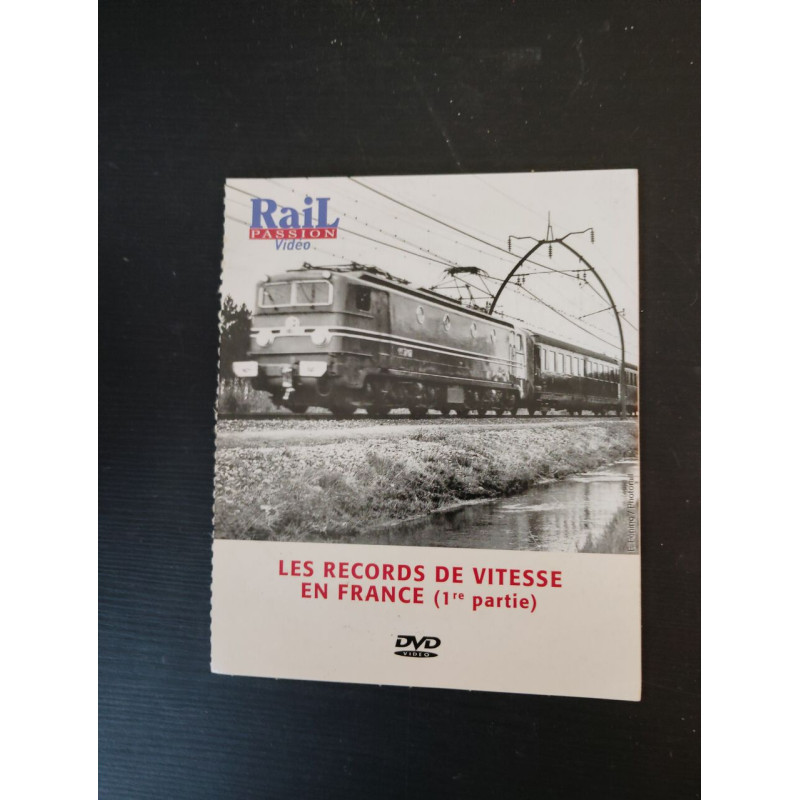 RaiL
PASSION
Vidéo
LES RECORDS DE VITESSE
EN FRANCE (1re partie)
DVD
VIDEO